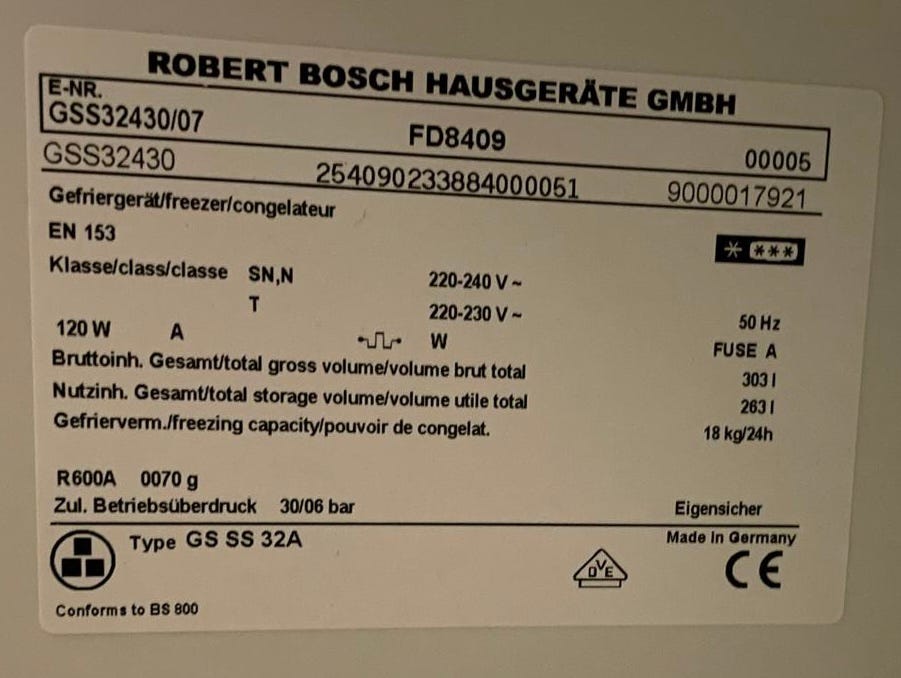 ROBERT BOSCH HAUSGERÄTE GMBH
E-NR.
GSS32430/07 FD8409 00005
GSS32430 254090233884000051 9000017921
Gefriergerät/freezer/congelateur
EN 153
* ***
Klasse/class/classe SN,N 220-240 V ~
T 220-230 V ~ 50 Hz
120 W A W FUSE A
Bruttoinh. Gesamt/total gross volume/volume brut total 303 l
Nutzinh. Gesamt/total storage volume/volume utile total 263 l
Gefrierverm./freezing capacity/pouvoir de congelat. 18 kg/24h
R600A 0070 g
Zul. Betriebsüberdruck 30/06 bar Eigensicher
Type GS SS 32A Made in Germany
DVE CE
Conforms to BS 800